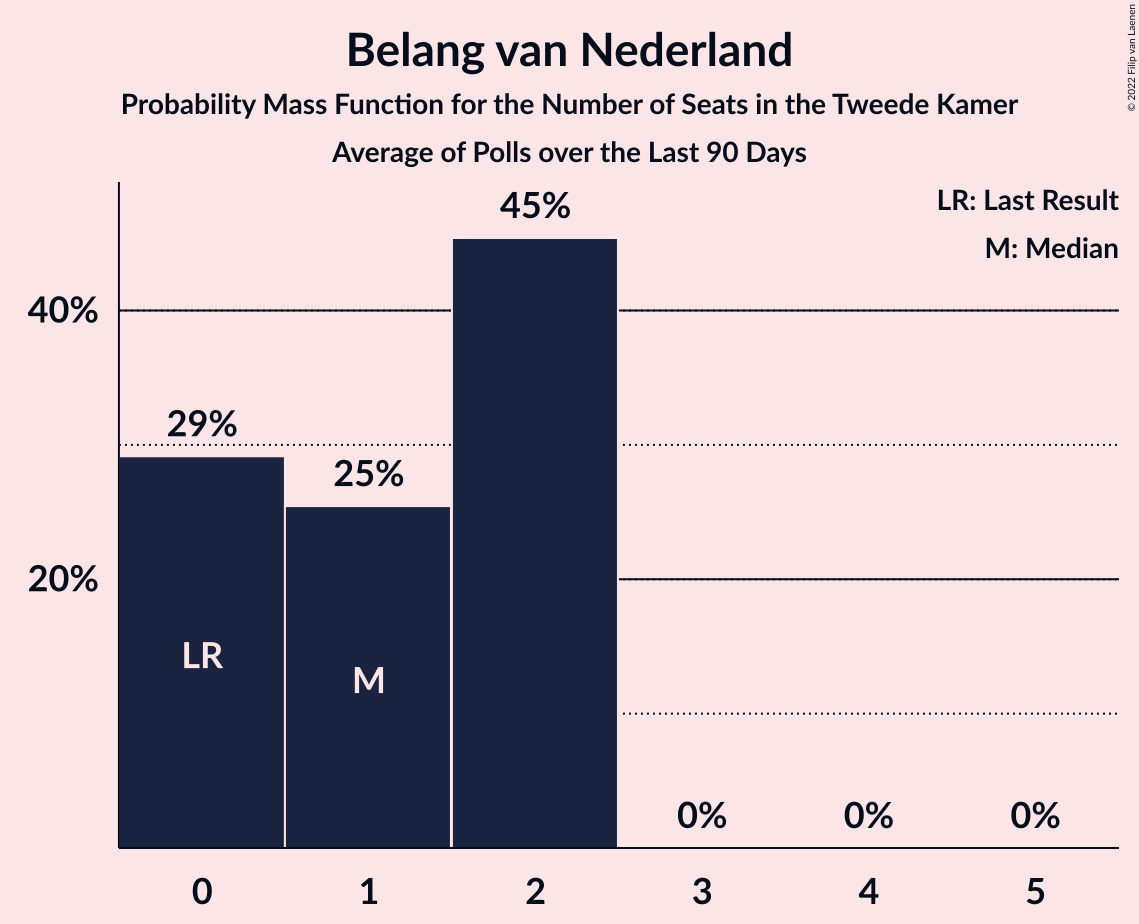 Belang van Nederland
Probability Mass Function for the Number of Seats in the Tweede Kamer
Average of Polls over the Last 90 Days
© 2022 Filip van Laenen
LR: Last Result
M: Median
45%
40%
29%
25%
20%
LR
M
0%
0%
0%
0
1
2
3
4
5